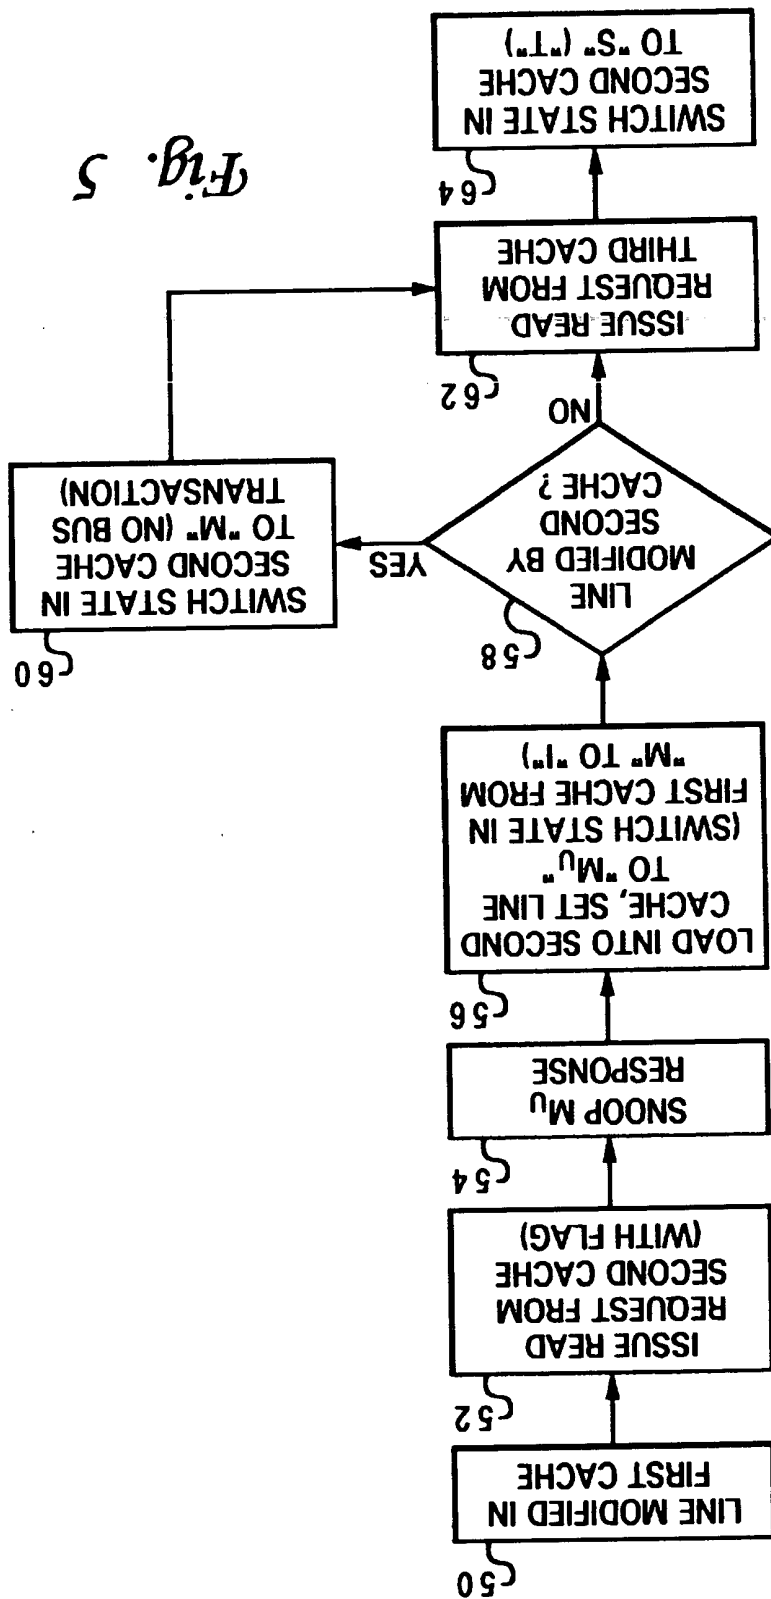 50
LINE MODIFIED IN
FIRST CACHE
52
ISSUE READ
REQUEST FROM
SECOND CACHE
(WITH FLAG)
54
SNOOP MU
RESPONSE
56
LOAD INTO SECOND
CACHE, SET LINE
TO "MU"
(SWITCH STATE IN
FIRST CACHE FROM
"M" TO "I")
58
LINE
MODIFIED BY
SECOND
CACHE ?
YES
NO
60
SWITCH STATE IN
SECOND CACHE
TO "M" (NO BUS
TRANSACTION)
62
ISSUE READ
REQUEST FROM
THIRD CACHE
64
SWITCH STATE IN
SECOND CACHE
TO "S" ("T")
Fig. 5